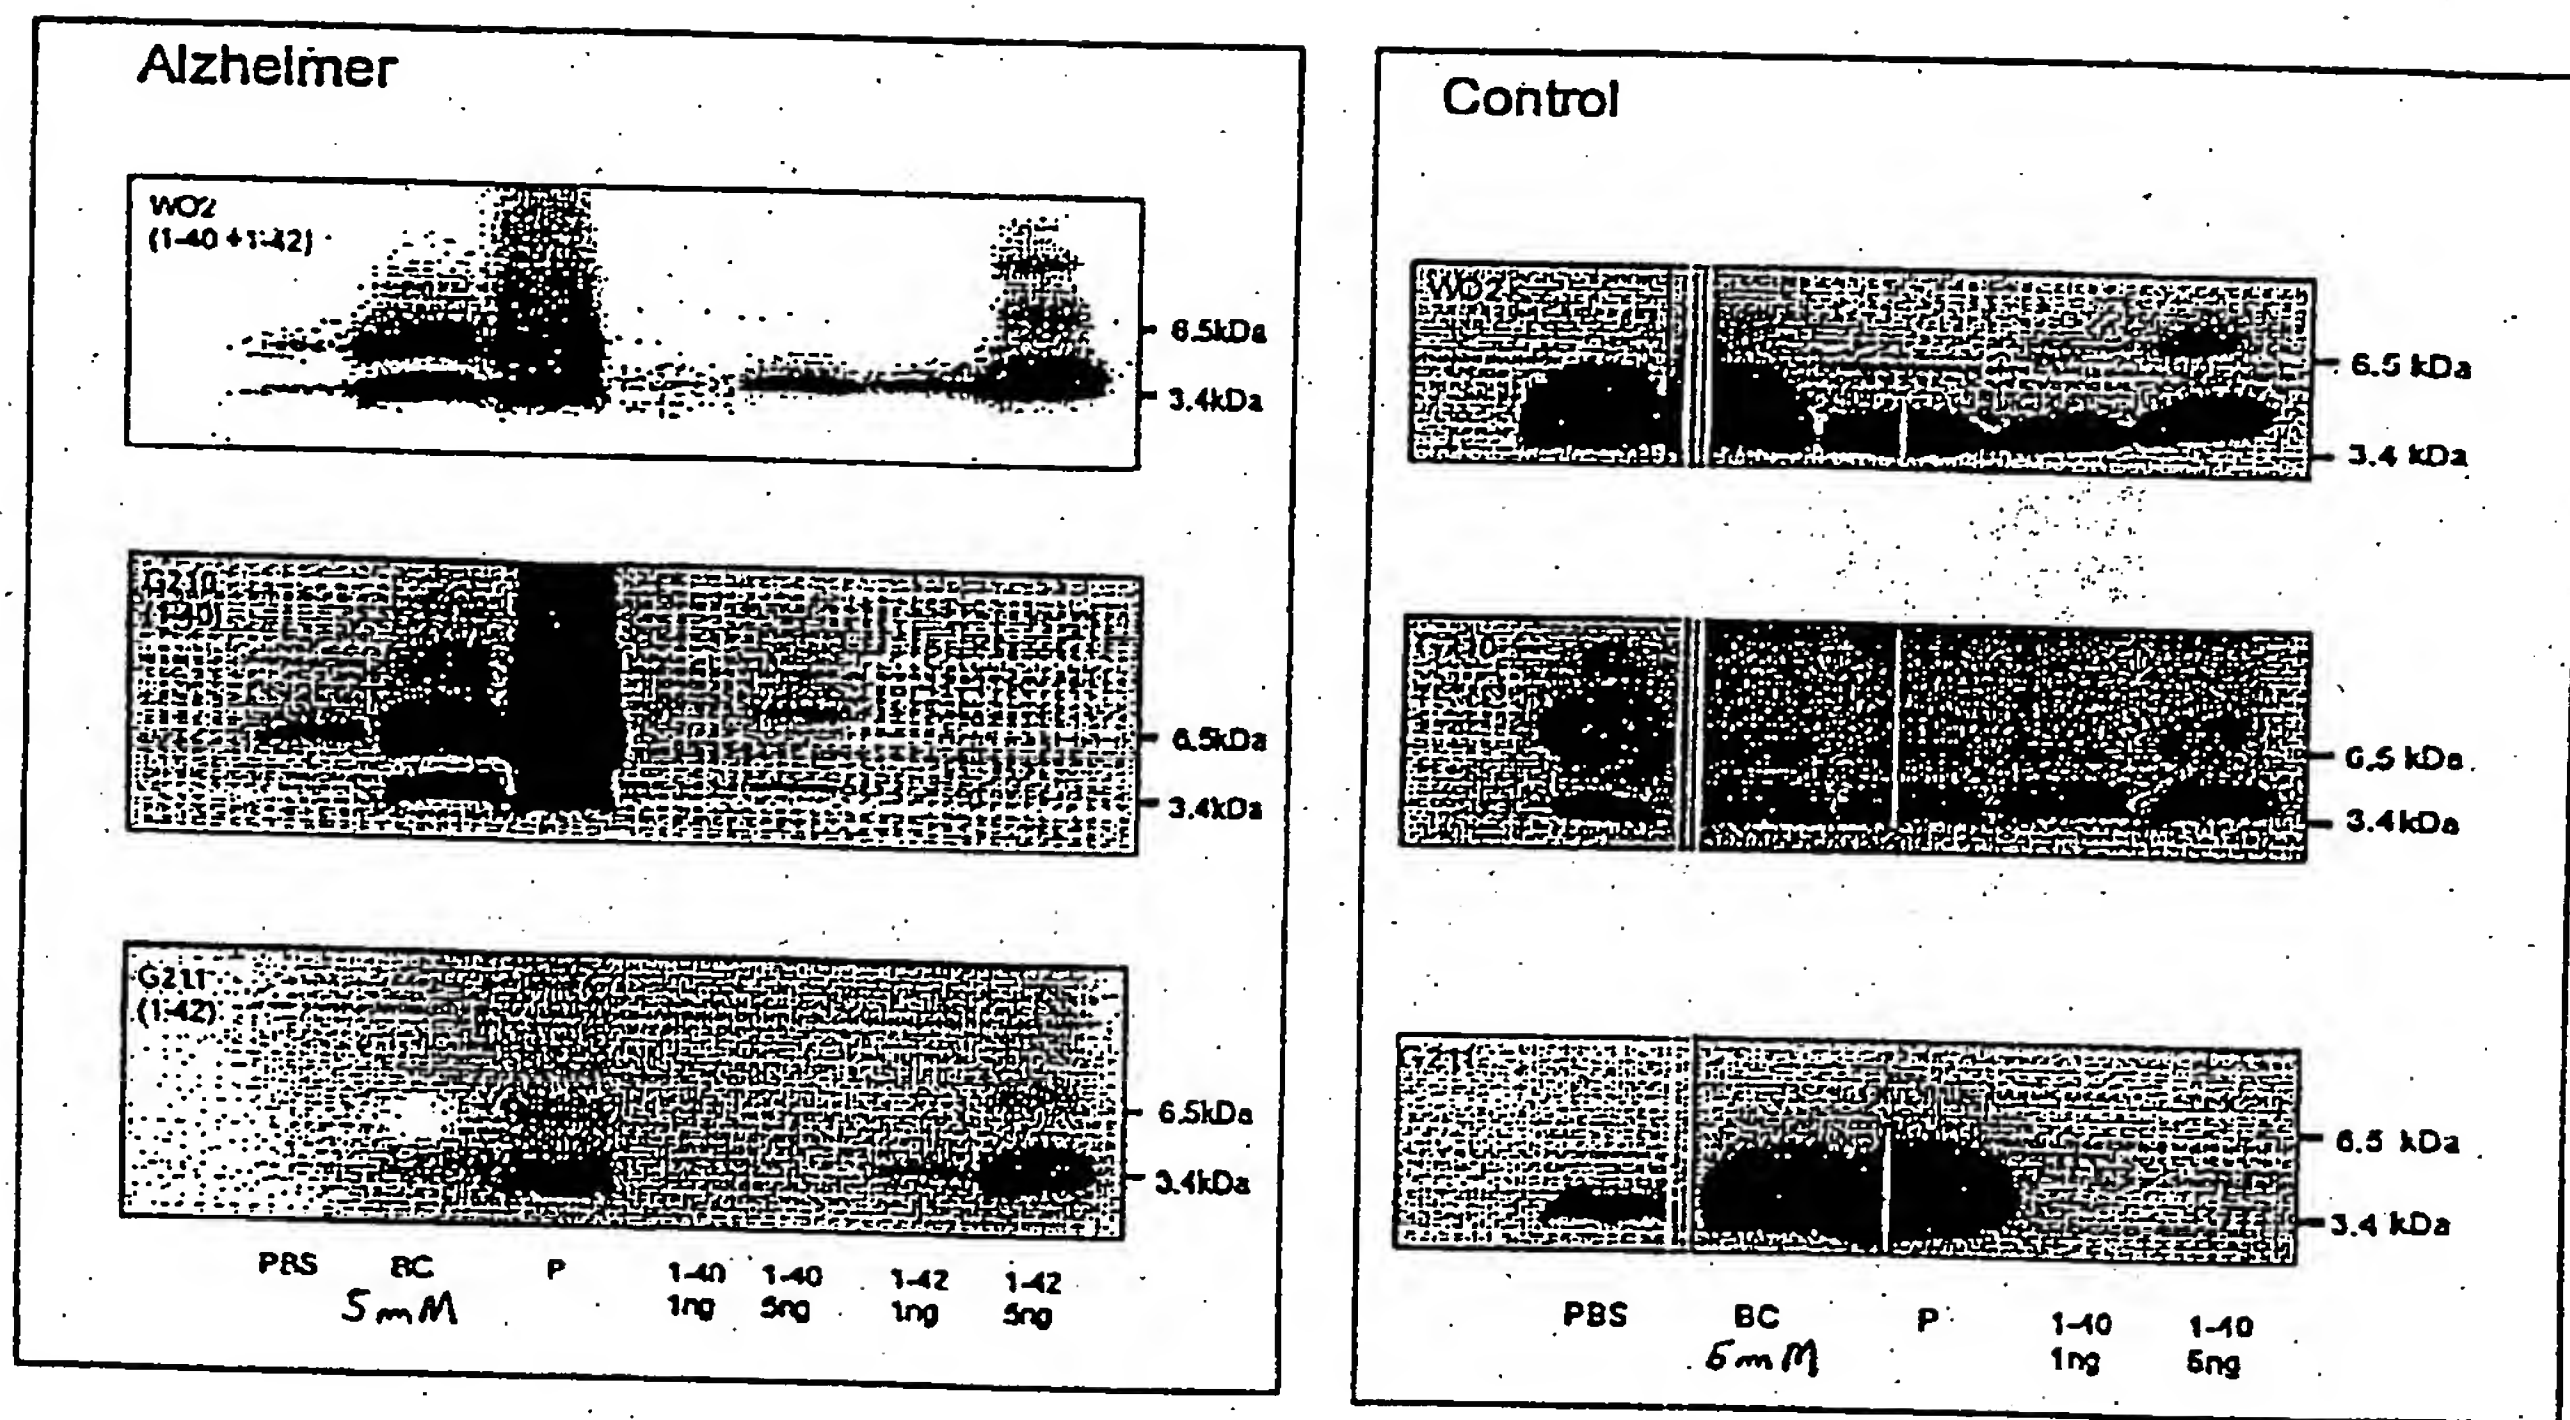 Alzheimer
WO2
(1-40 + 1-42)
6.5kDa
3.4kDa
G210
(1-40)
6.5kDa
3.4kDa
G211
(1-42)
6.5kDa
3.4kDa
PBS BC P 1-40 1-40 1-42 1-42
5mM 1ng 5ng 1ng 5ng
Control
WO2
6.5 kDa
3.4 kDa
G210
6.5 kDa
3.4kDa
G211
6.5 kDa
3.4 kDa
PBS BC P 1-40 1-40
5mM 1ng 5ng